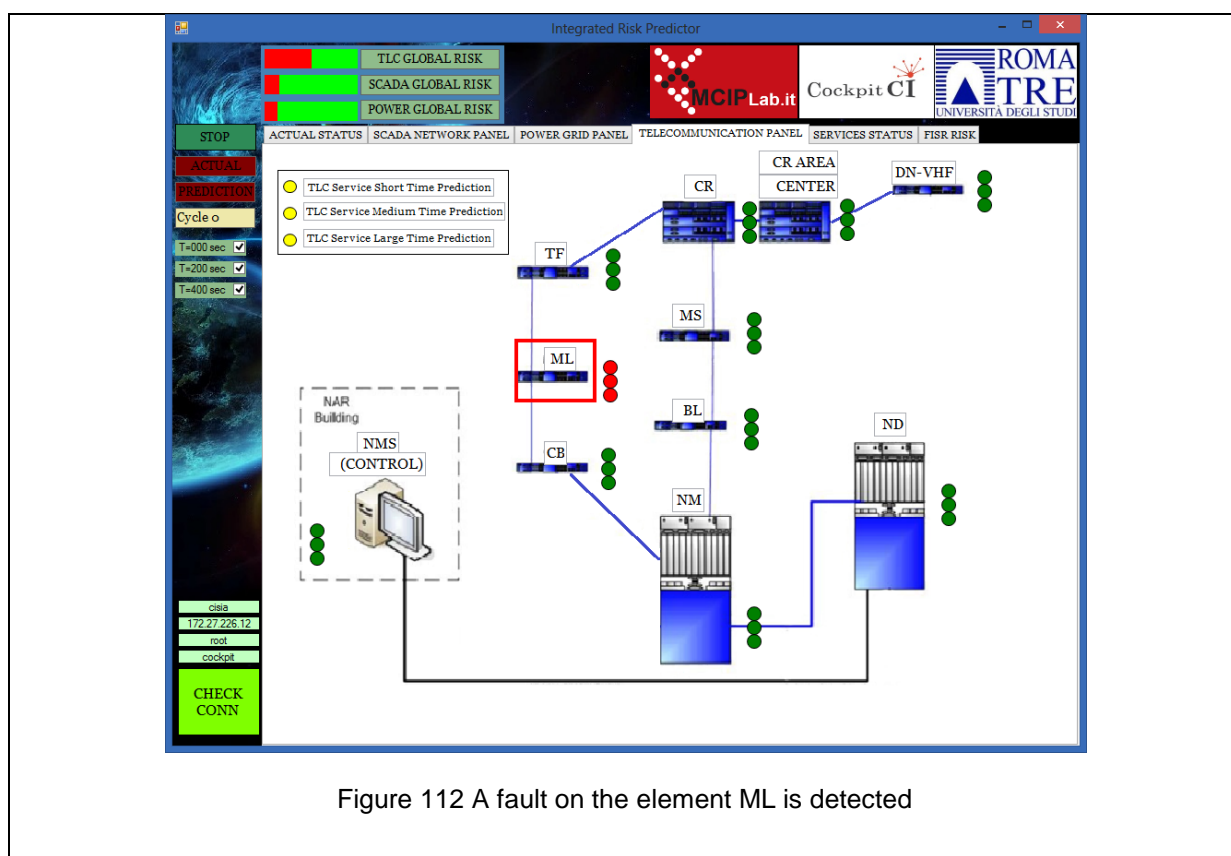 Integrated Risk Predictor
TLC GLOBAL RISK
SCADA GLOBAL RISK
POWER GLOBAL RISK
MCIPLab.it
CockpitCI
ROMA
TRE
UNIVERSITÀ DEGLI STUDI
STOP
ACTUAL STATUS
SCADA NETWORK PANEL
POWER GRID PANEL
TELECOMMUNICATION PANEL
SERVICES STATUS
FISR RISK
ACTUAL
PREDICTION
Cycle 0
T=000 sec
T=200 sec
T=400 sec
TLC Service Short Time Prediction
TLC Service Medium Time Prediction
TLC Service Large Time Prediction
CR
CR AREA
CENTER
DN-VHF
TF
MS
ML
BL
ND
NAR
Building
NMS
(CONTROL)
CB
NM
cisia
172.27.226.12
root
cockpit
CHECK
CONN
Figure 112 A fault on the element ML is detected